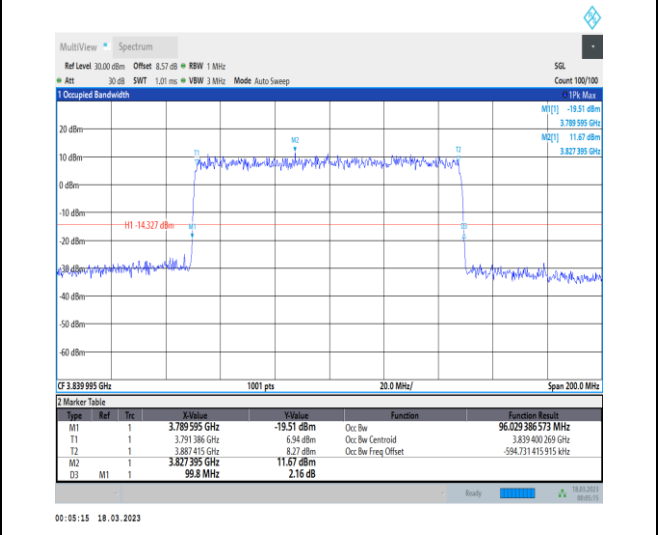 MultiView Spectrum
Ref Level 30.00 dBm Offset 8.57 dB RBW 1 MHz SGL
Att 30 dB SWT 1.01 ms VBW 3 MHz Mode Auto Sweep Count 100/100
1 Occupied Bandwidth 1Pk Max
M1[1] -19.51 dBm
3.789 595 GHz
M2[1] 11.67 dBm
3.827 395 GHz
20 dBm
M2
T1
T2
10 dBm
0 dBm
-10 dBm
H1 -14.327 dBm
M1
D3
-20 dBm
-30 dBm
-40 dBm
-50 dBm
-60 dBm
CF 3.839 995 GHz 1001 pts 20.0 MHz/ Span 200.0 MHz
2 Marker Table
Type Ref Trc X-Value Y-Value Function Function Result
M1 1 3.789 595 GHz -19.51 dBm Occ Bw 96.029 386 573 MHz
T1 1 3.791 386 GHz 6.94 dBm Occ Bw Centroid 3.839 400 269 GHz
T2 1 3.887 415 GHz 8.27 dBm Occ Bw Freq Offset -594.731 415 915 kHz
M2 1 3.827 395 GHz 11.67 dBm
D3 M1 1 99.8 MHz 2.16 dB
Ready 18.03.2023
00:05:15
00:05:15 18.03.2023